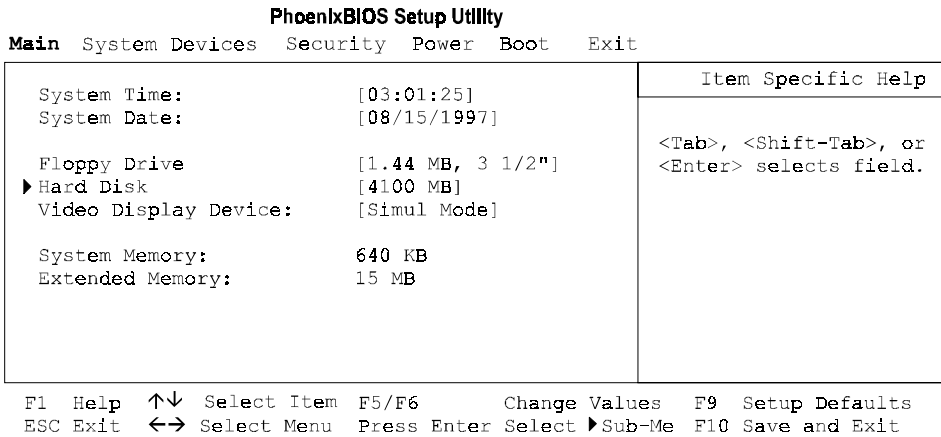 PhoenixBIOS Setup Utility
Main System Devices Security Power Boot Exit
Item Specific Help
System Time: [03:01:25]
System Date: [08/15/1997]
<Tab>, <Shift-Tab>, or
<Enter> selects field.
Floppy Drive [1.44 MB, 3 1/2"]
Hard Disk [4100 MB]
Video Display Device: [Simul Mode]
System Memory: 640 KB
Extended Memory: 15 MB
F1 Help ↑↓ Select Item F5/F6 Change Values F9 Setup Defaults
ESC Exit ←→ Select Menu Press Enter Select ▶Sub-Me F10 Save and Exit